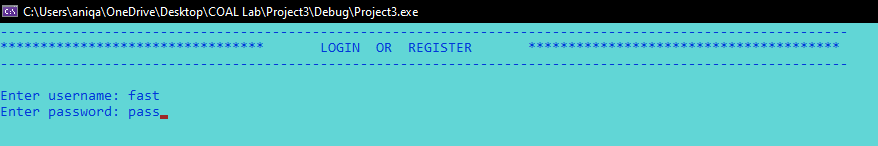 C:\Users\aniqa\OneDrive\Desktop\COAL Lab\Project3\Debug\Project3.exe
----------------------------------------------------------------------------------------------------------
********************************* LOGIN OR REGISTER ***************************************
----------------------------------------------------------------------------------------------------------
Enter username: fast
Enter password: pass